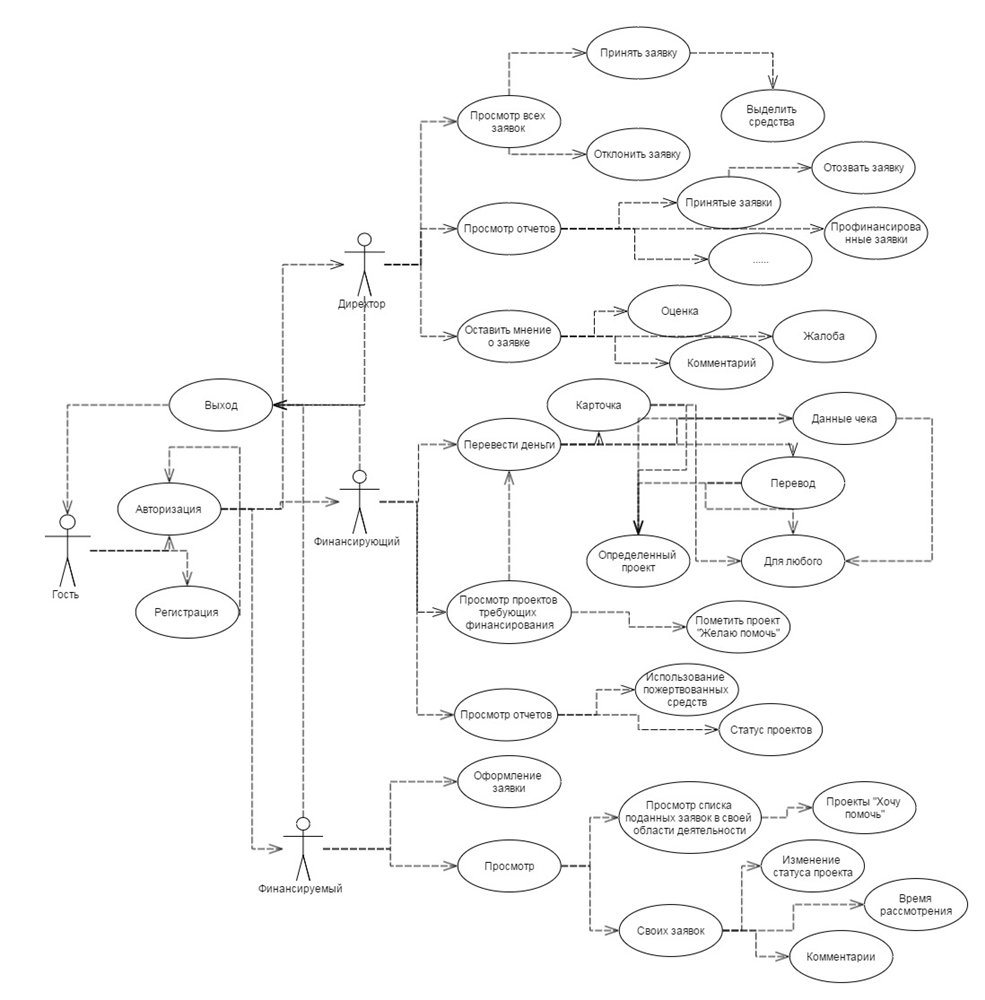 Принять заявку
Выделить
средства
Просмотр всех
заявок
Отклонить заявку
Отозвать заявку
Принятые заявки
Просмотр отчетов
Профинансирова
нные заявки
......
Директор
Оценка
Оставить мнение
о заявке
Жалоба
Комментарий
Выход
Карточка
Данные чека
Перевести деньги
Перевод
Авторизация
Финансирующий
Определенный
проект
Для любого
Гость
Регистрация
Просмотр проектов
требующих
финансирования
Пометить проект
"Желаю помочь"
Использование
пожертвованных
средств
Просмотр отчетов
Статус проектов
Оформление
заявки
Просмотр списка
поданных заявок в своей
области деятельности
Проекты "Хочу
помочь"
Финансируемый
Просмотр
Изменение
статуса проекта
Время
рассмотрения
Своих заявок
Комментарии